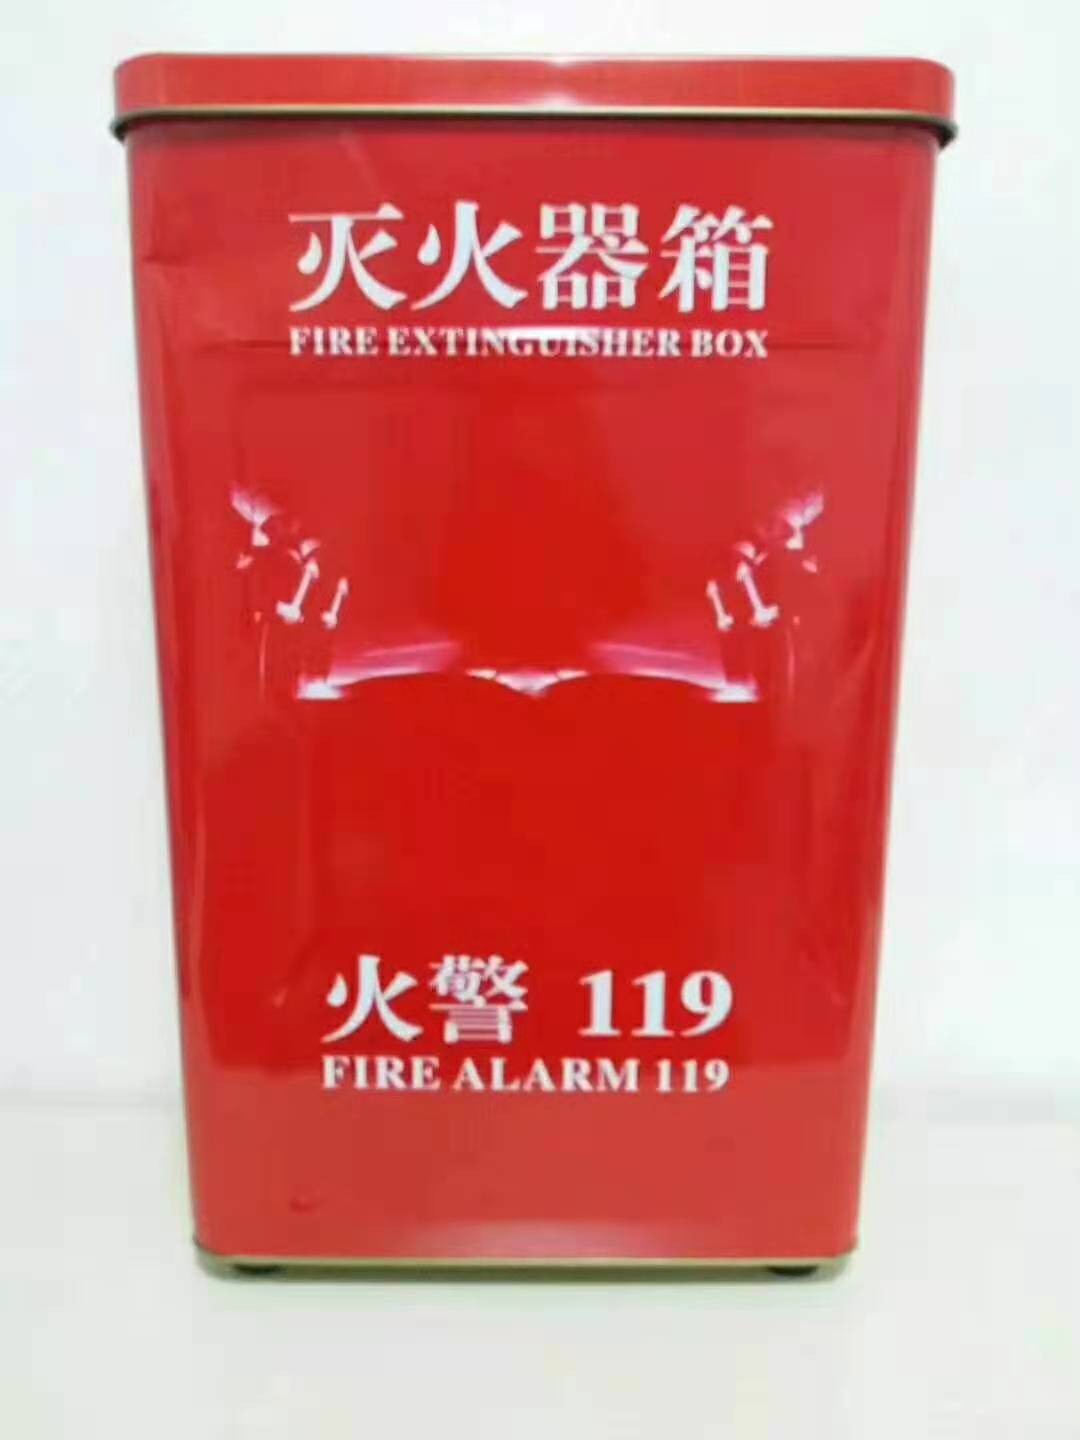 灭火器箱
FIRE EXTINGUISHER BOX
火警 119
FIRE ALARM 119